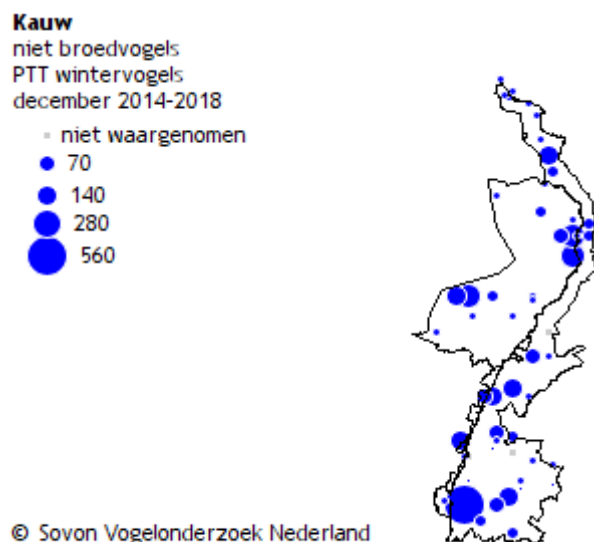 Kauw
niet broedvogels
PTT wintervogels
december 2014-2018
niet waargenomen
70
140
280
560
© Sovon Vogelonderzoek Nederland